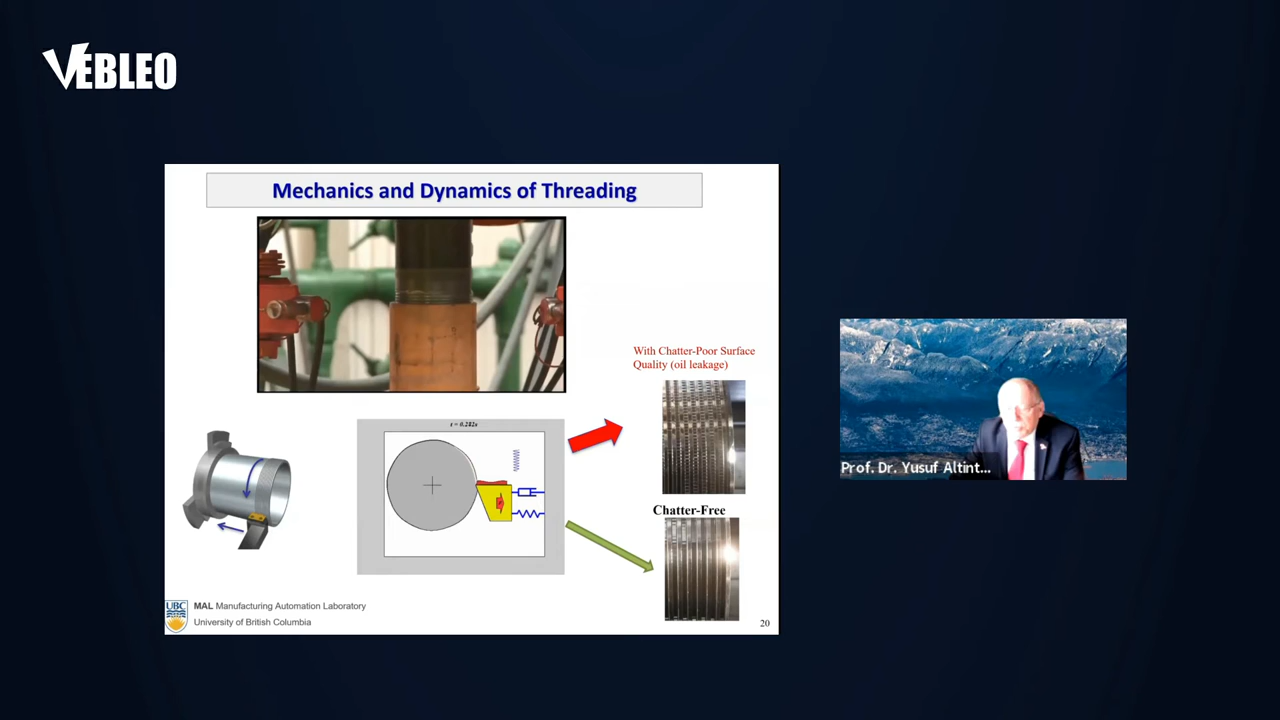 VEBLEO
Mechanics and Dynamics of Threading
With Chatter-Poor Surface
Quality (oil leakage)
t = 0.282s
Chatter-Free
Prof. Dr. Yusuf Altint...
UBC
MAL Manufacturing Automation Laboratory
University of British Columbia
20